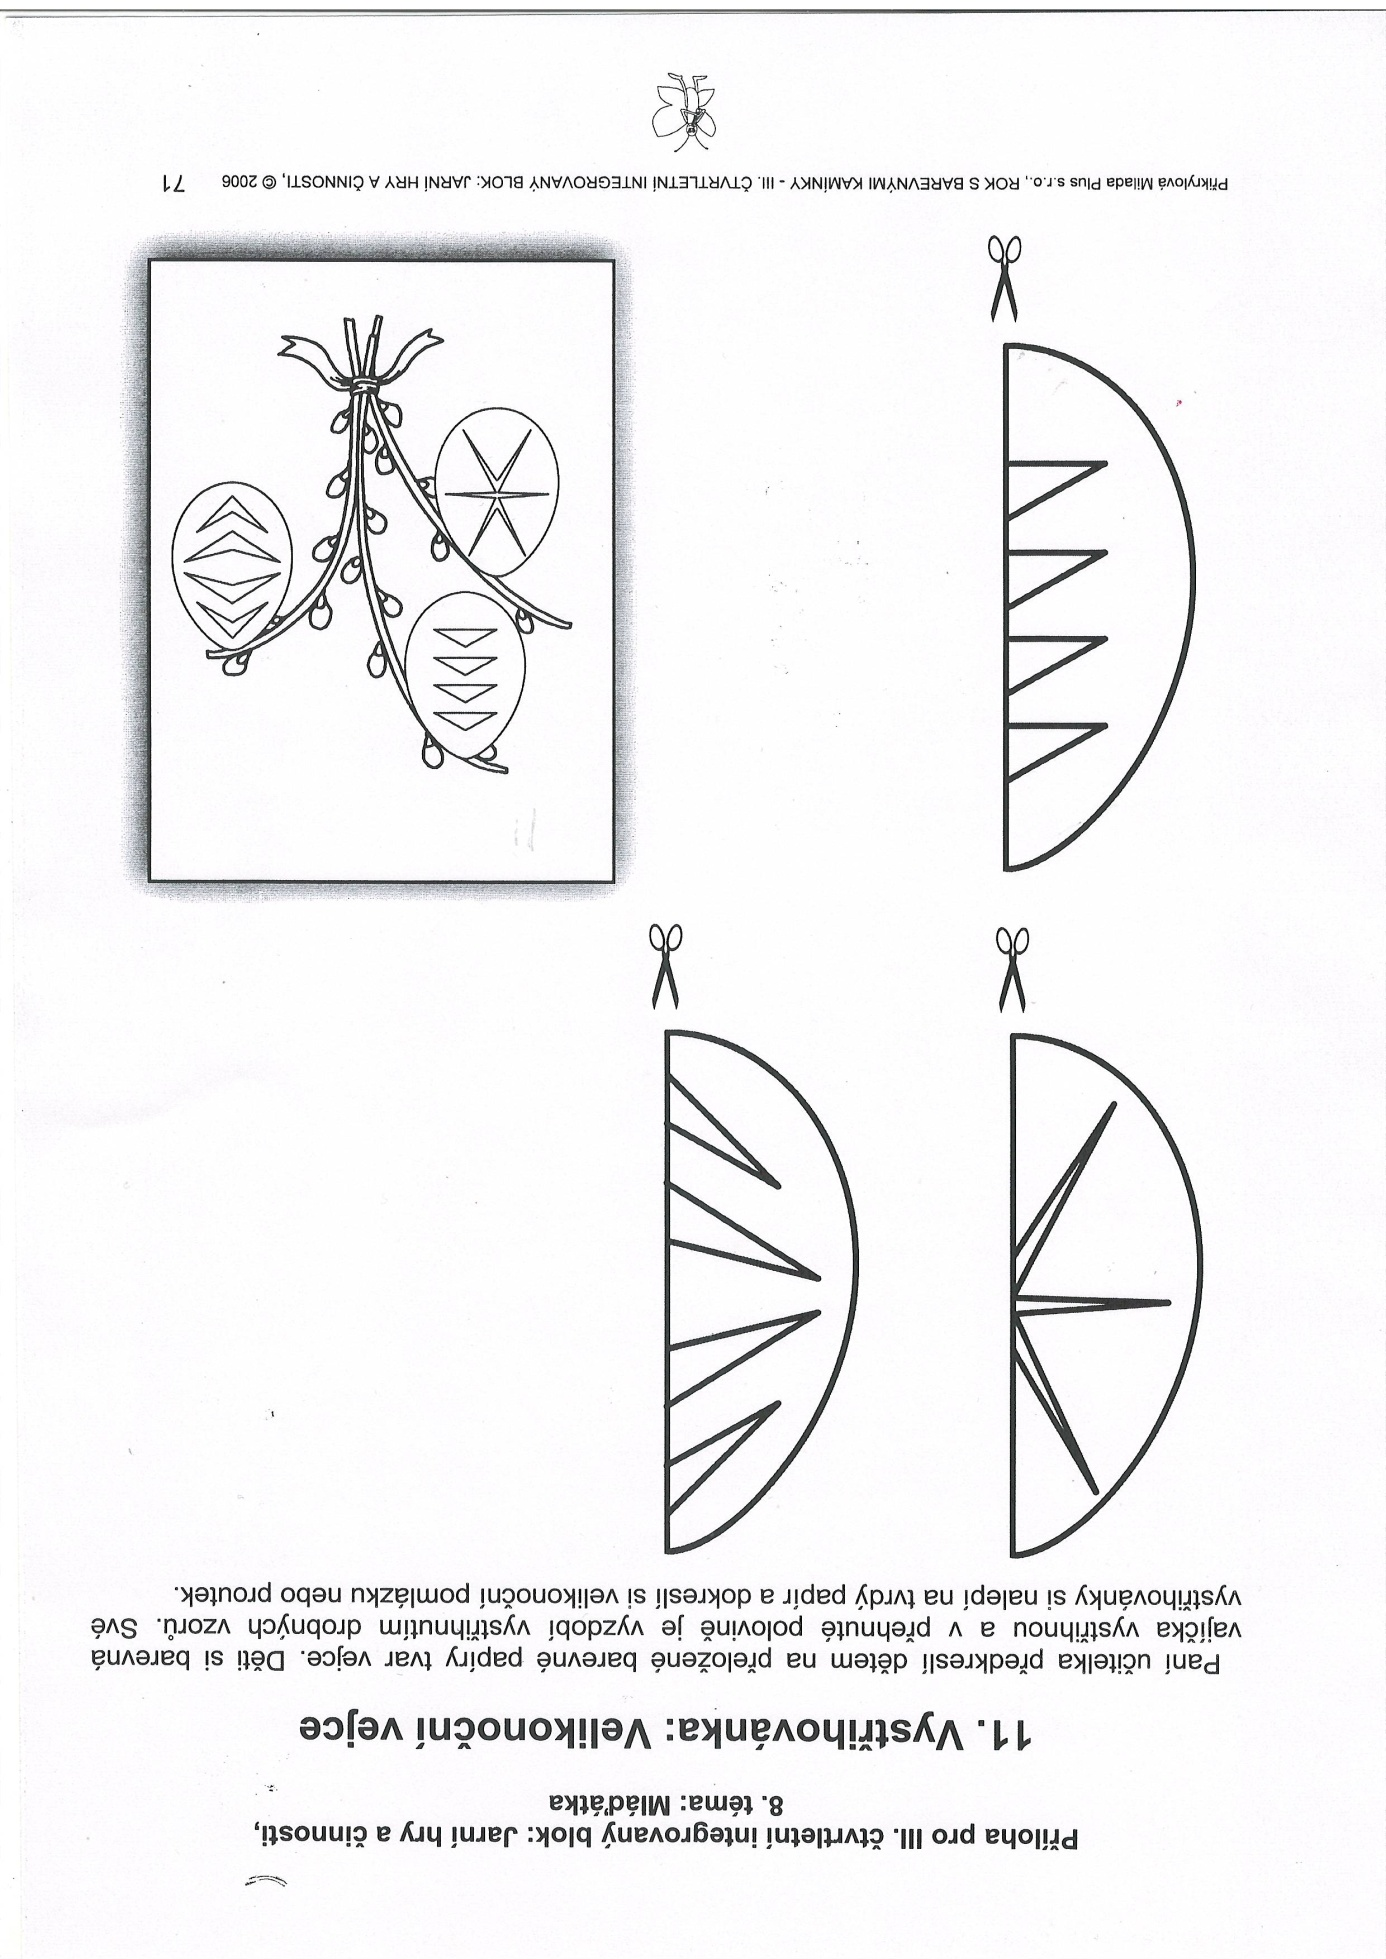 Příloha pro III. čtvrtletní integrovaný blok: Jarní hry a činnosti,
8. téma: Mláďátka
11. Vystřihovánka: Velikonoční vejce
Paní učitelka předkreslí dětem na přeložené barevné papíry tvar vejce. Děti si barevná
vajíčka vystřihnou a v přehnuté polovině je vyzdobí vystřihnutím drobných vzorů. Své
vystřihovánky si nalepí na tvrdý papír a dokreslí si velikonoční pomlázku nebo proutek.
Přikrylová Milada Plus s.r.o., ROK S BAREVNÝMI KAMÍNKY - III. ČTVRTLETNÍ INTEGROVANÝ BLOK: JARNÍ HRY A ČINNOSTI, © 2006 71